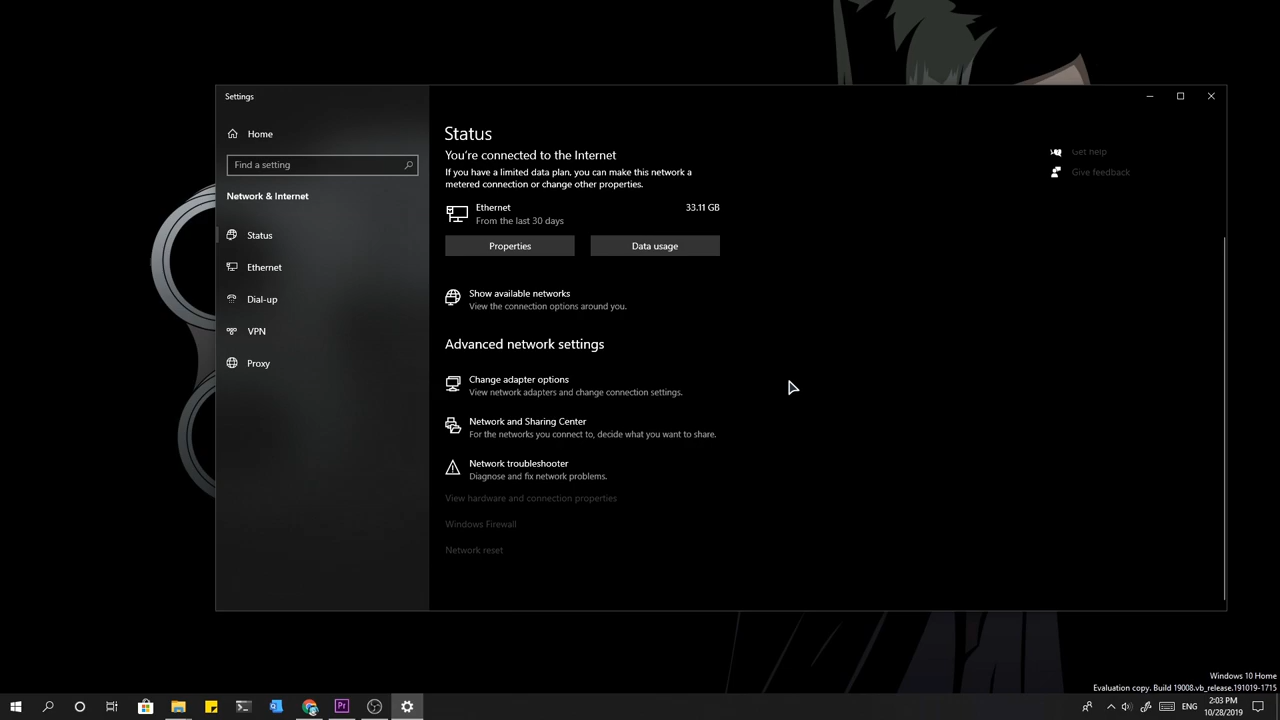 Settings
Home
Find a setting
Network & Internet
Status
Ethernet
Dial-up
VPN
Proxy
Status
You're connected to the Internet
If you have a limited data plan, you can make this network a
metered connection or change other properties.
Ethernet
33.11 GB
From the last 30 days
Properties
Data usage
Show available networks
View the connection options around you.
Advanced network settings
Change adapter options
View network adapters and change connection settings.
Network and Sharing Center
For the networks you connect to, decide what you want to share.
Network troubleshooter
Diagnose and fix network problems.
View hardware and connection properties
Windows Firewall
Network reset
Get help
Give feedback
Windows 10 Home
Evaluation copy. Build 19008.vb_release.191019-1715
Pr
ENG
2:03 PM
10/28/2019